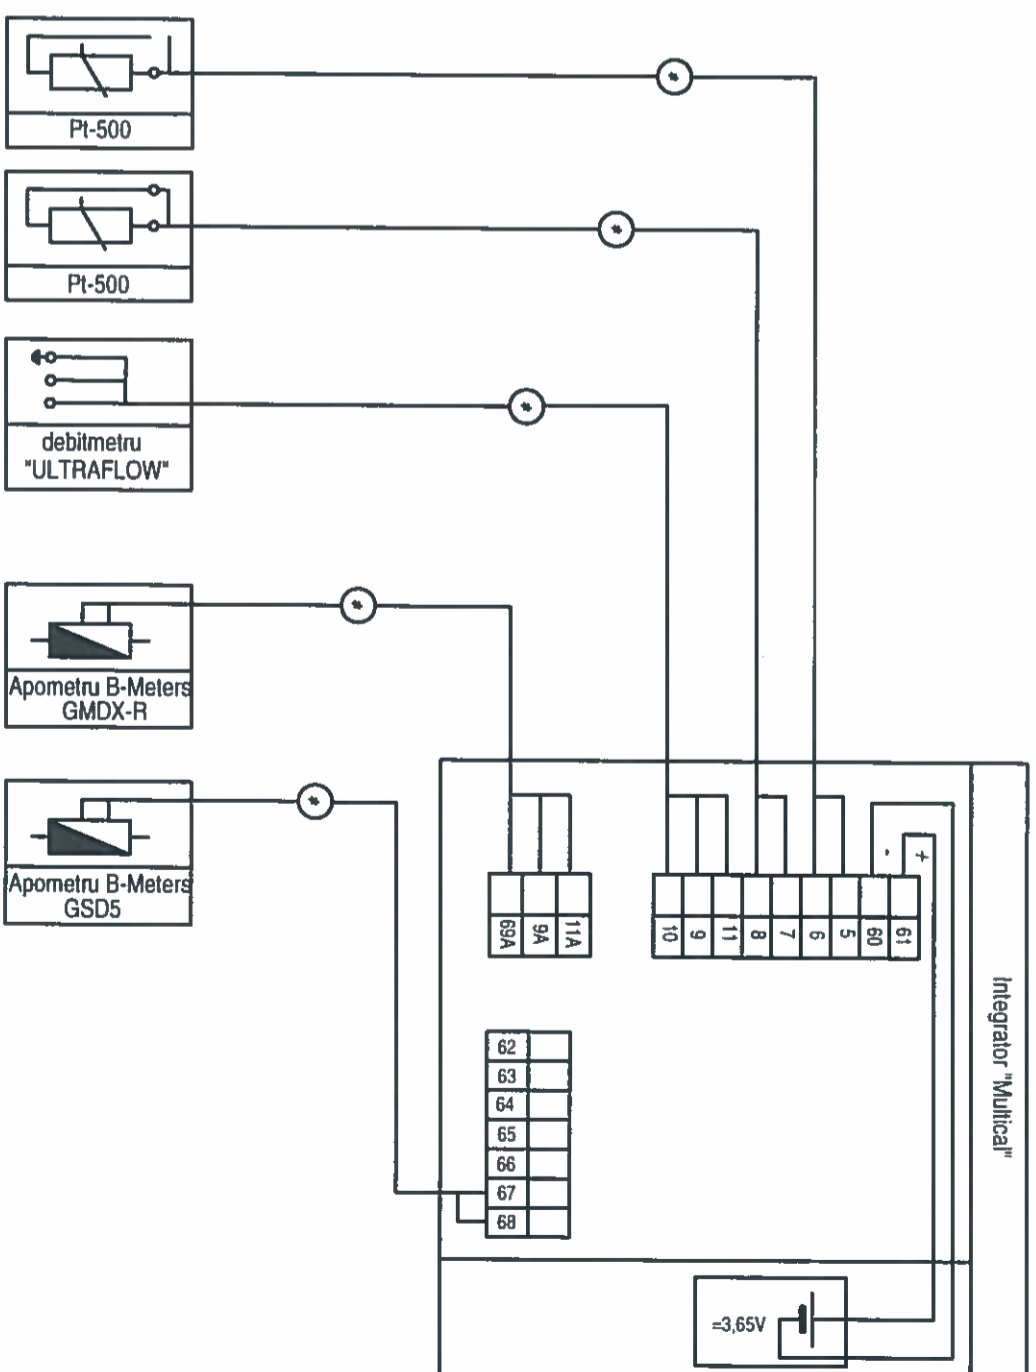 Pt-500
Pt-500
debitmetru
"ULTRAFLOW"
Apometru B-Meters
GMDX-R
Apometru B-Meters
GSD5
- +
69A 9A 11A
10 9 11 8 7 6 5 60 61
Integrator "Multical"
62
63
64
65
66
67
68
=3,65V